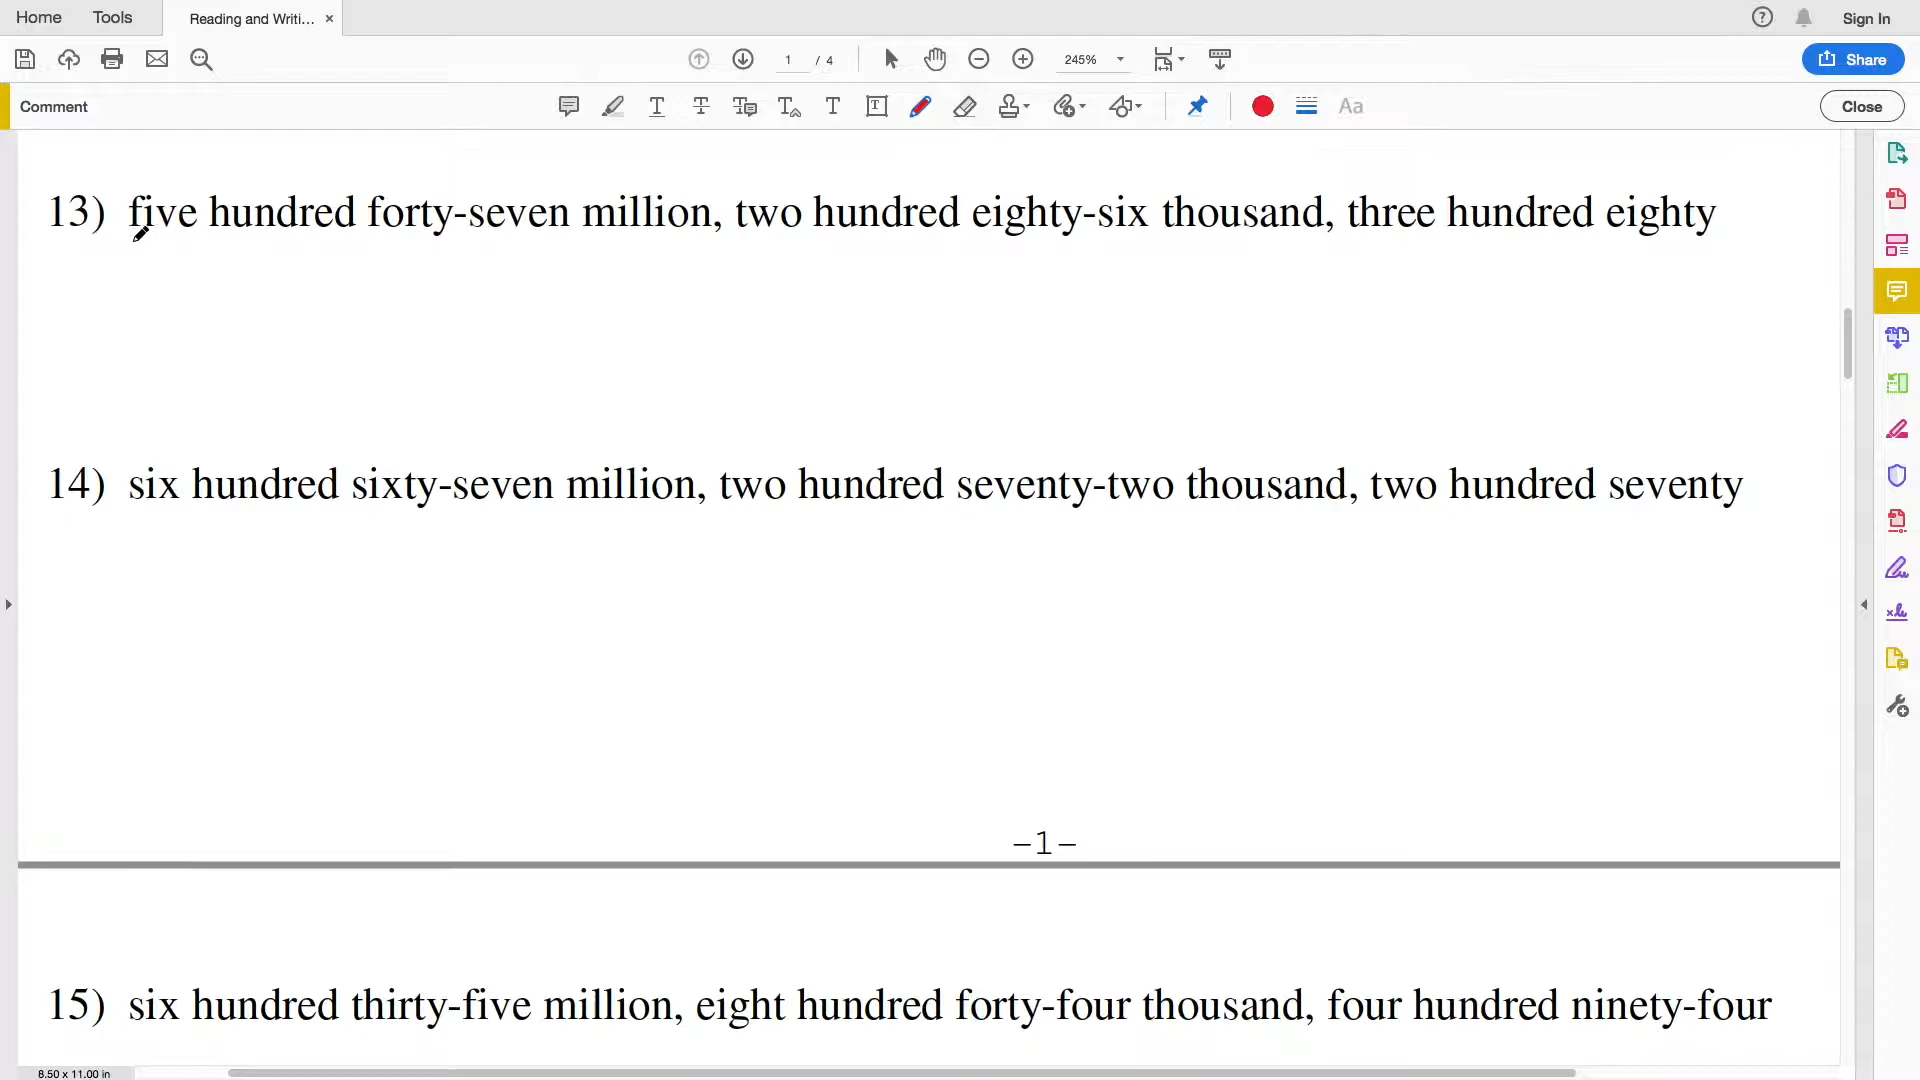 Home Tools Reading and Writi... × Sign In
1 / 4 245% Share
Comment Aa Close
13) five hundred forty-seven million, two hundred eighty-six thousand, three hundred eighty
14) six hundred sixty-seven million, two hundred seventy-two thousand, two hundred seventy
-1-
15) six hundred thirty-five million, eight hundred forty-four thousand, four hundred ninety-four
8.50 x 11.00 in